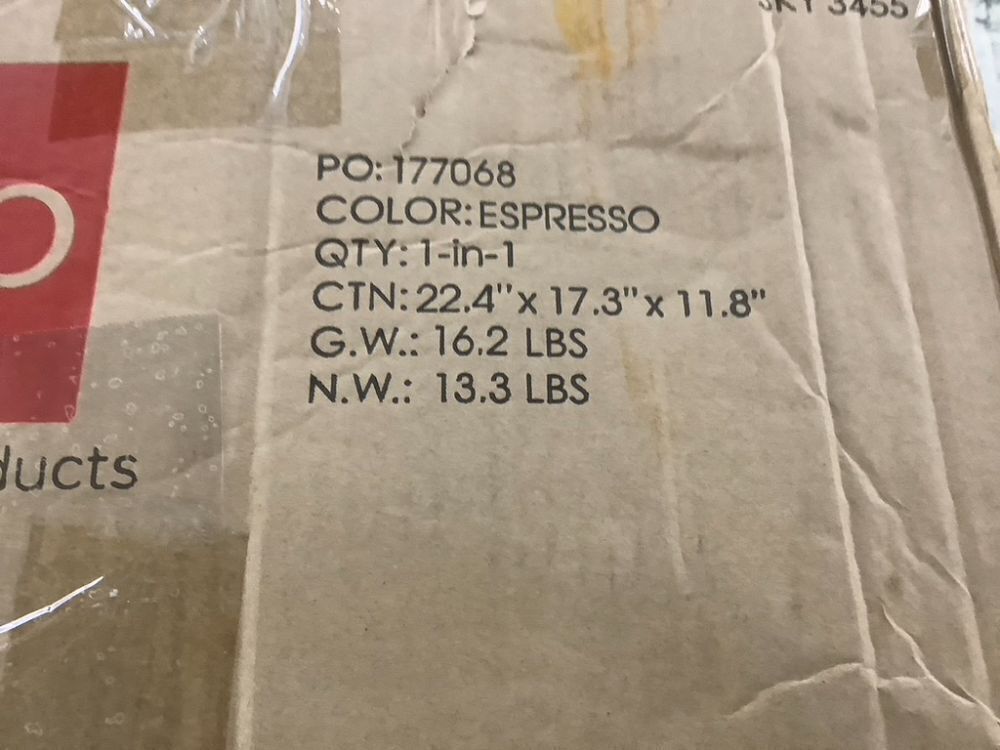 3455
PO: 177068
COLOR: ESPRESSO
QTY: 1-in-1
CTN: 22.4" x 17.3" x 11.8"
G.W.: 16.2 LBS
N.W.: 13.3 LBS
O
ducts